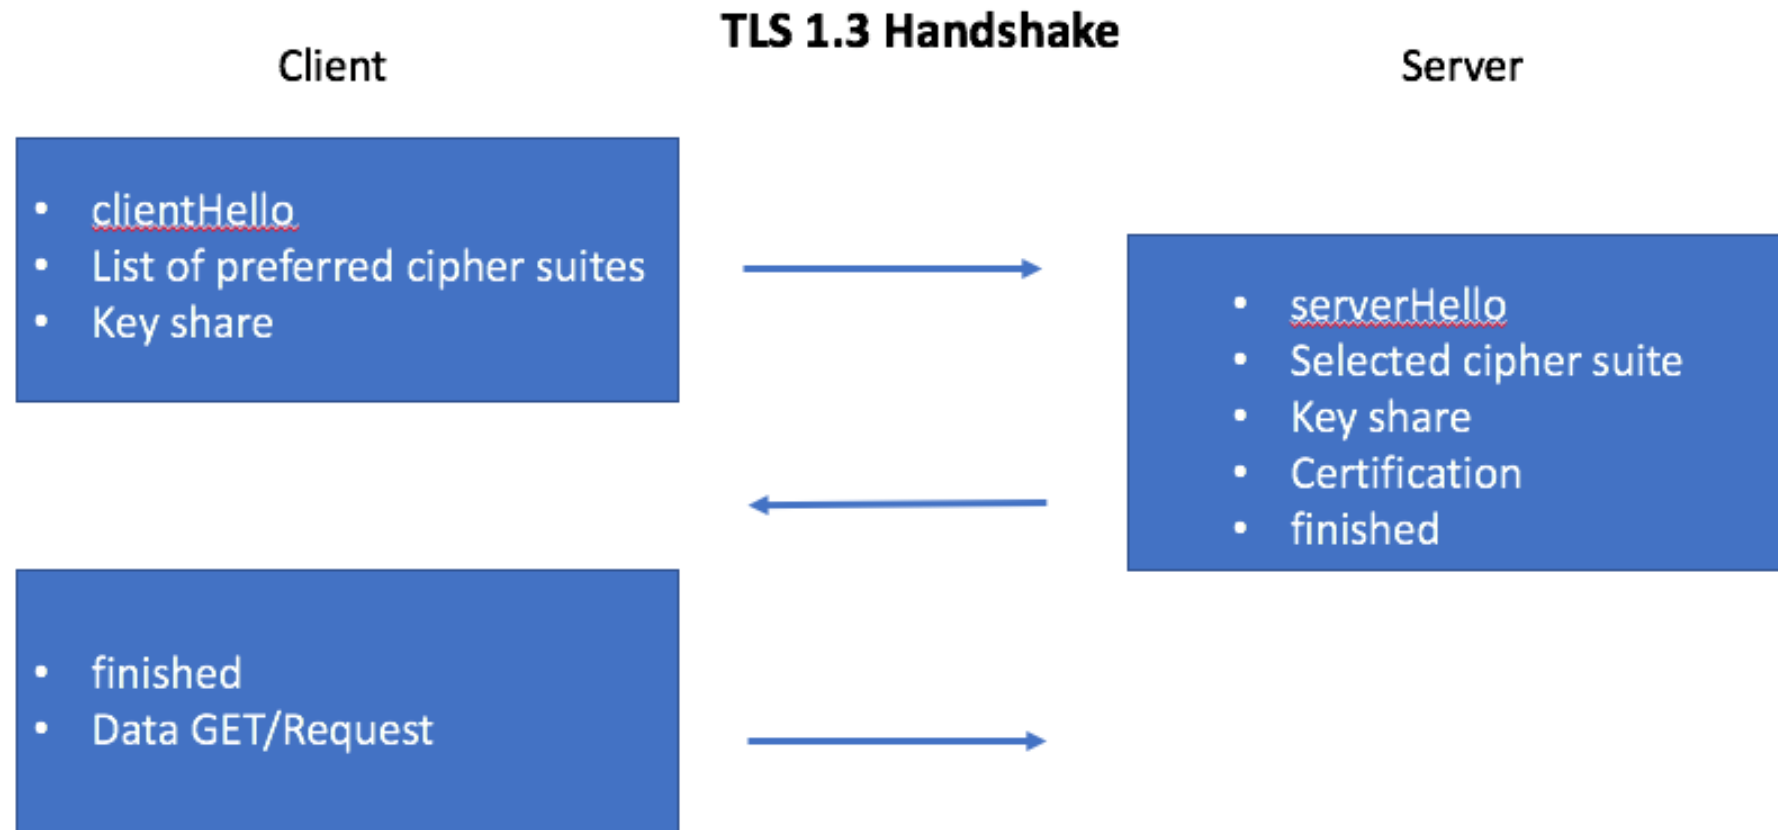 TLS 1.3 Handshake
Client
Server
• clientHello
• List of preferred cipher suites
• Key share
• serverHello
• Selected cipher suite
• Key share
• Certification
• finished
• finished
• Data GET/Request